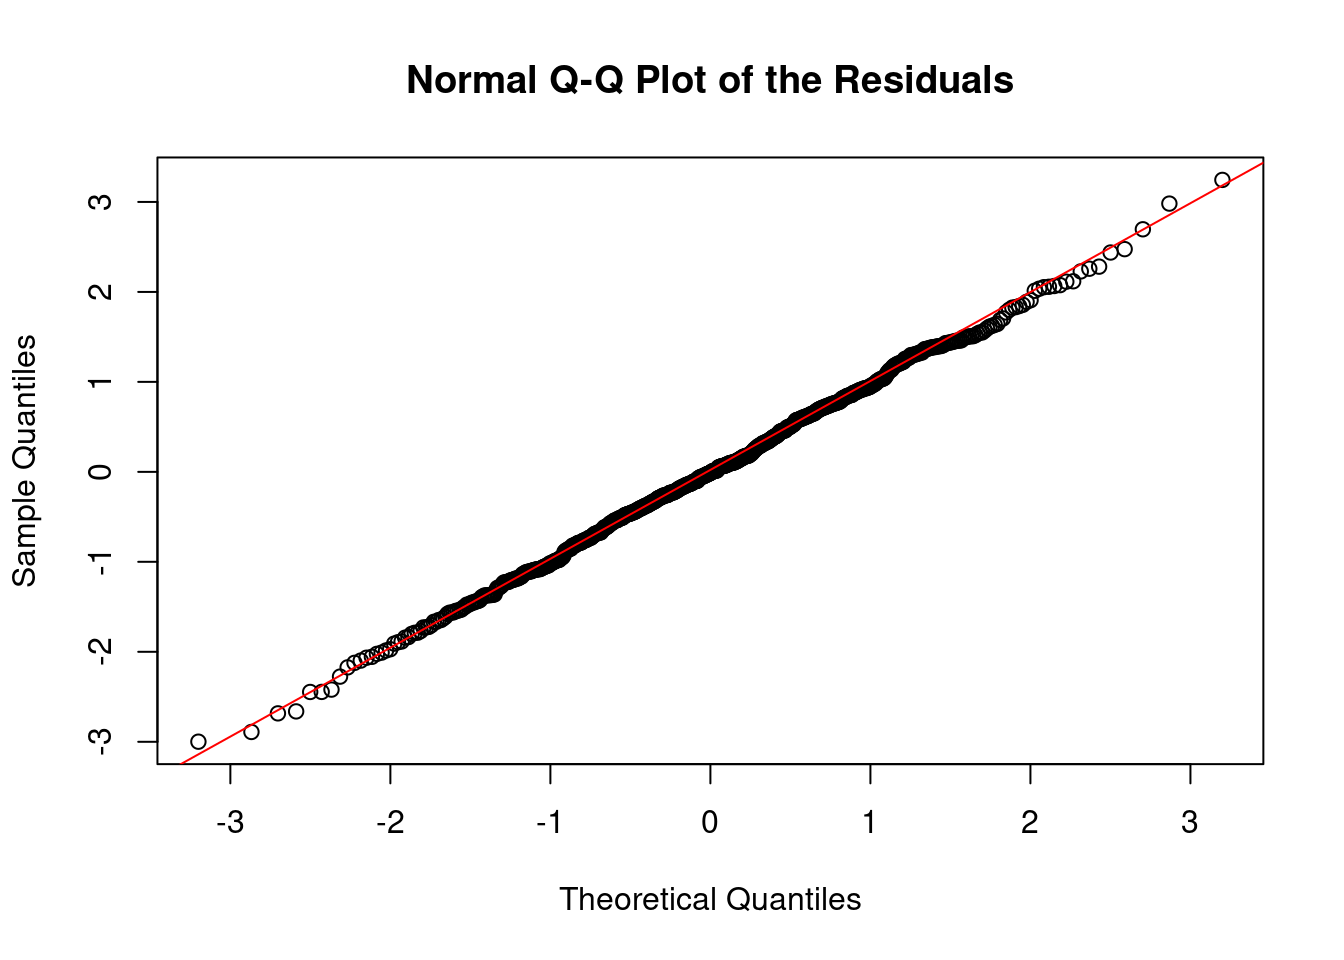 Normal Q-Q Plot of the Residuals
3
2
1
0
-1
-2
-3
Sample Quantiles
-3 -2 -1 0 1 2 3
Theoretical Quantiles